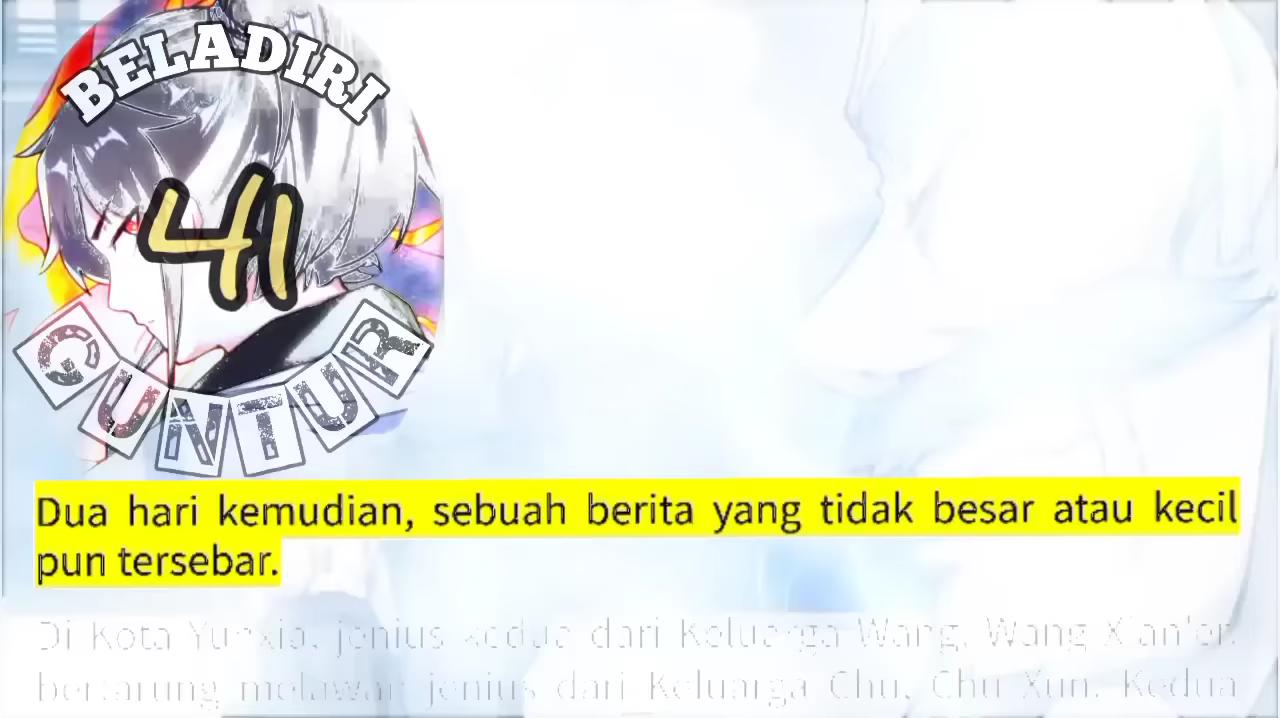 BELADIRI
41
GUNTUR
Dua hari kemudian, sebuah berita yang tidak besar atau kecil
pun tersebar.
Di Kota Yunxia, jenius kedua dari Keluarga Wang, Wang Xian'er,
bertarung melawan jenius dari Keluarga Chu, Chu Xun. Kedua